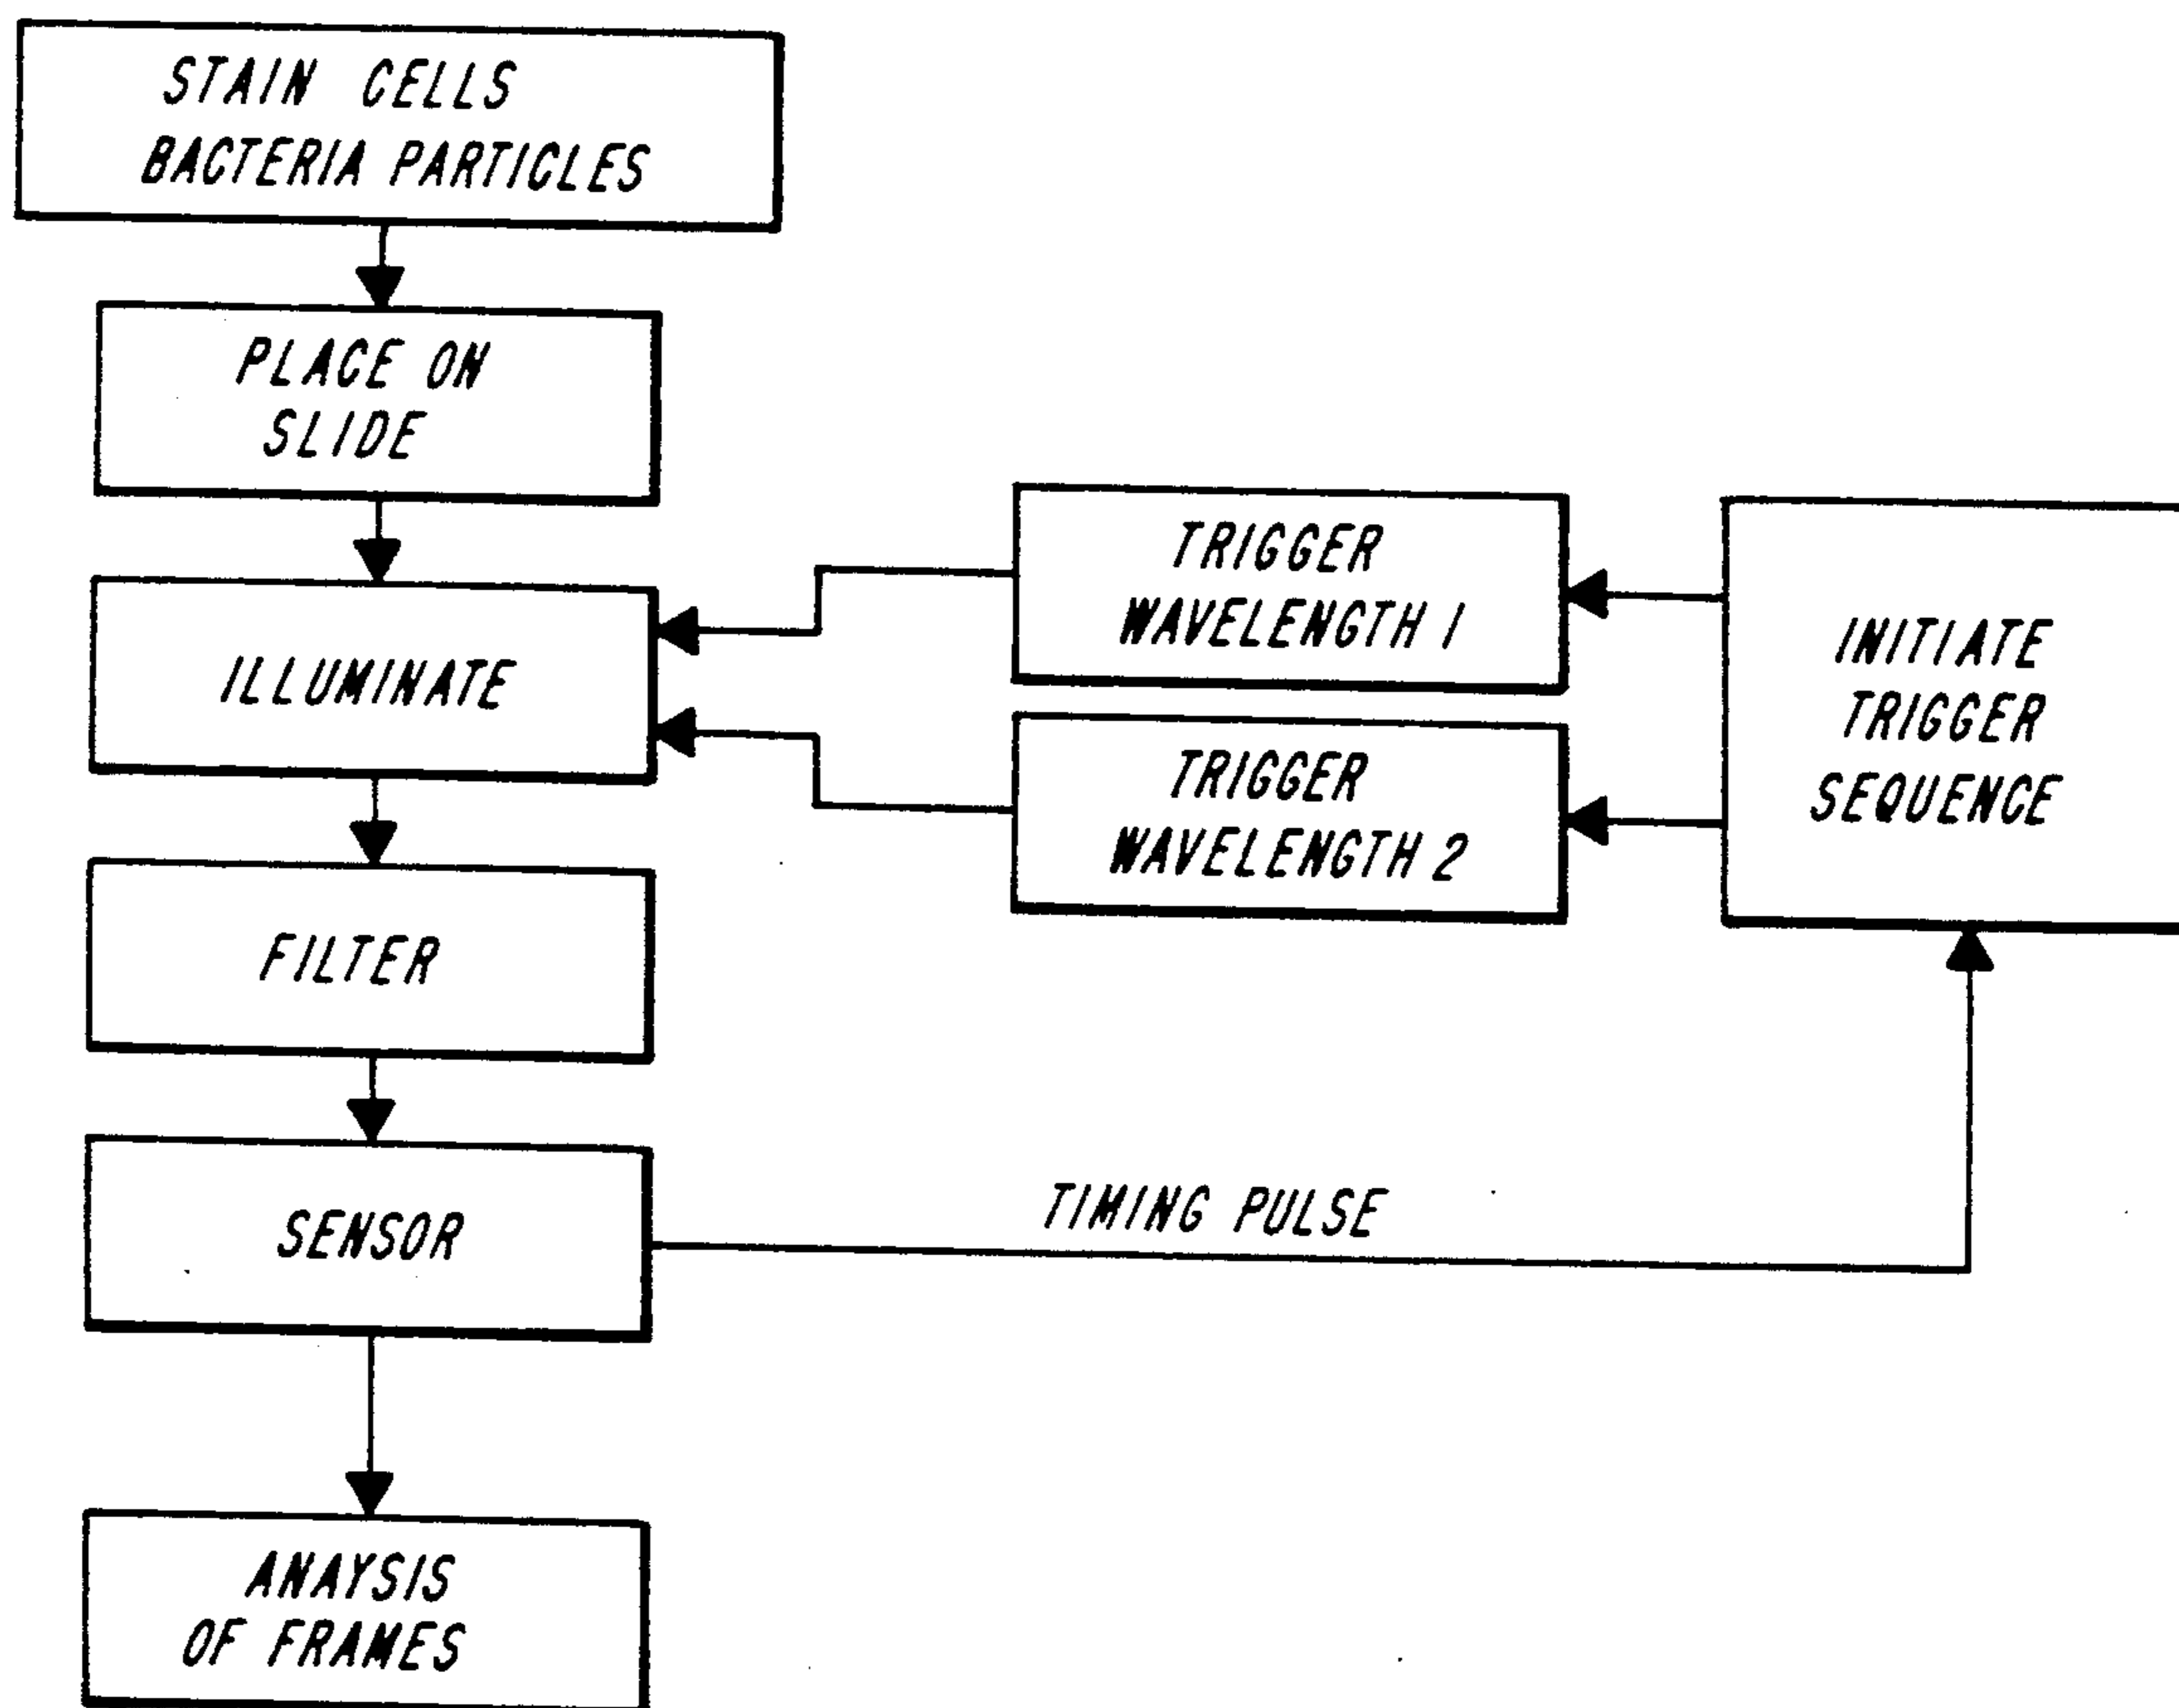 STAIN CELLS
BACTERIA PARTICLES
PLACE ON
SLIDE
ILLUMINATE
TRIGGER
WAVELENGTH 1
TRIGGER
WAVELENGTH 2
INITIATE
TRIGGER
SEQUENCE
FILTER
SENSOR
TIMING PULSE
ANAYSIS
OF FRAMES